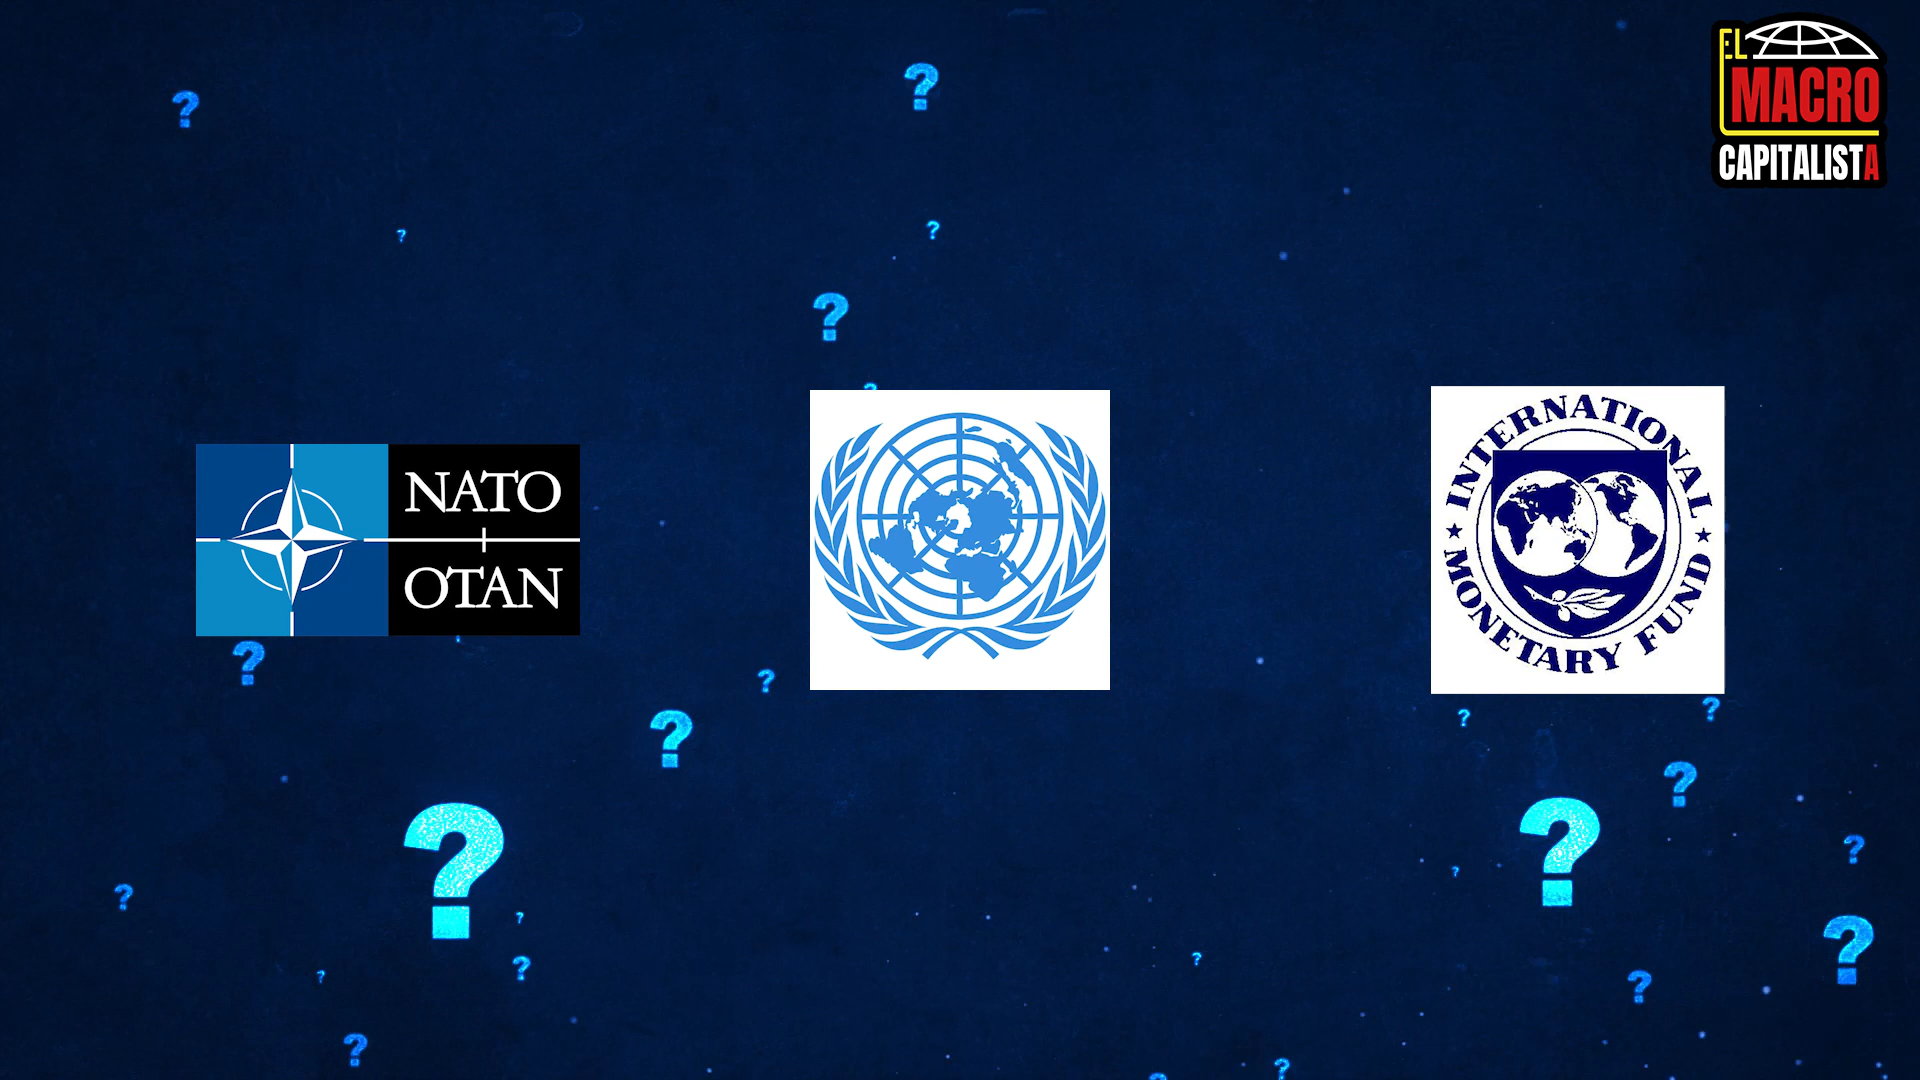 EL
MACRO
CAPITALISTA
NATO
OTAN
INTERNATIONAL
MONETARY FUND